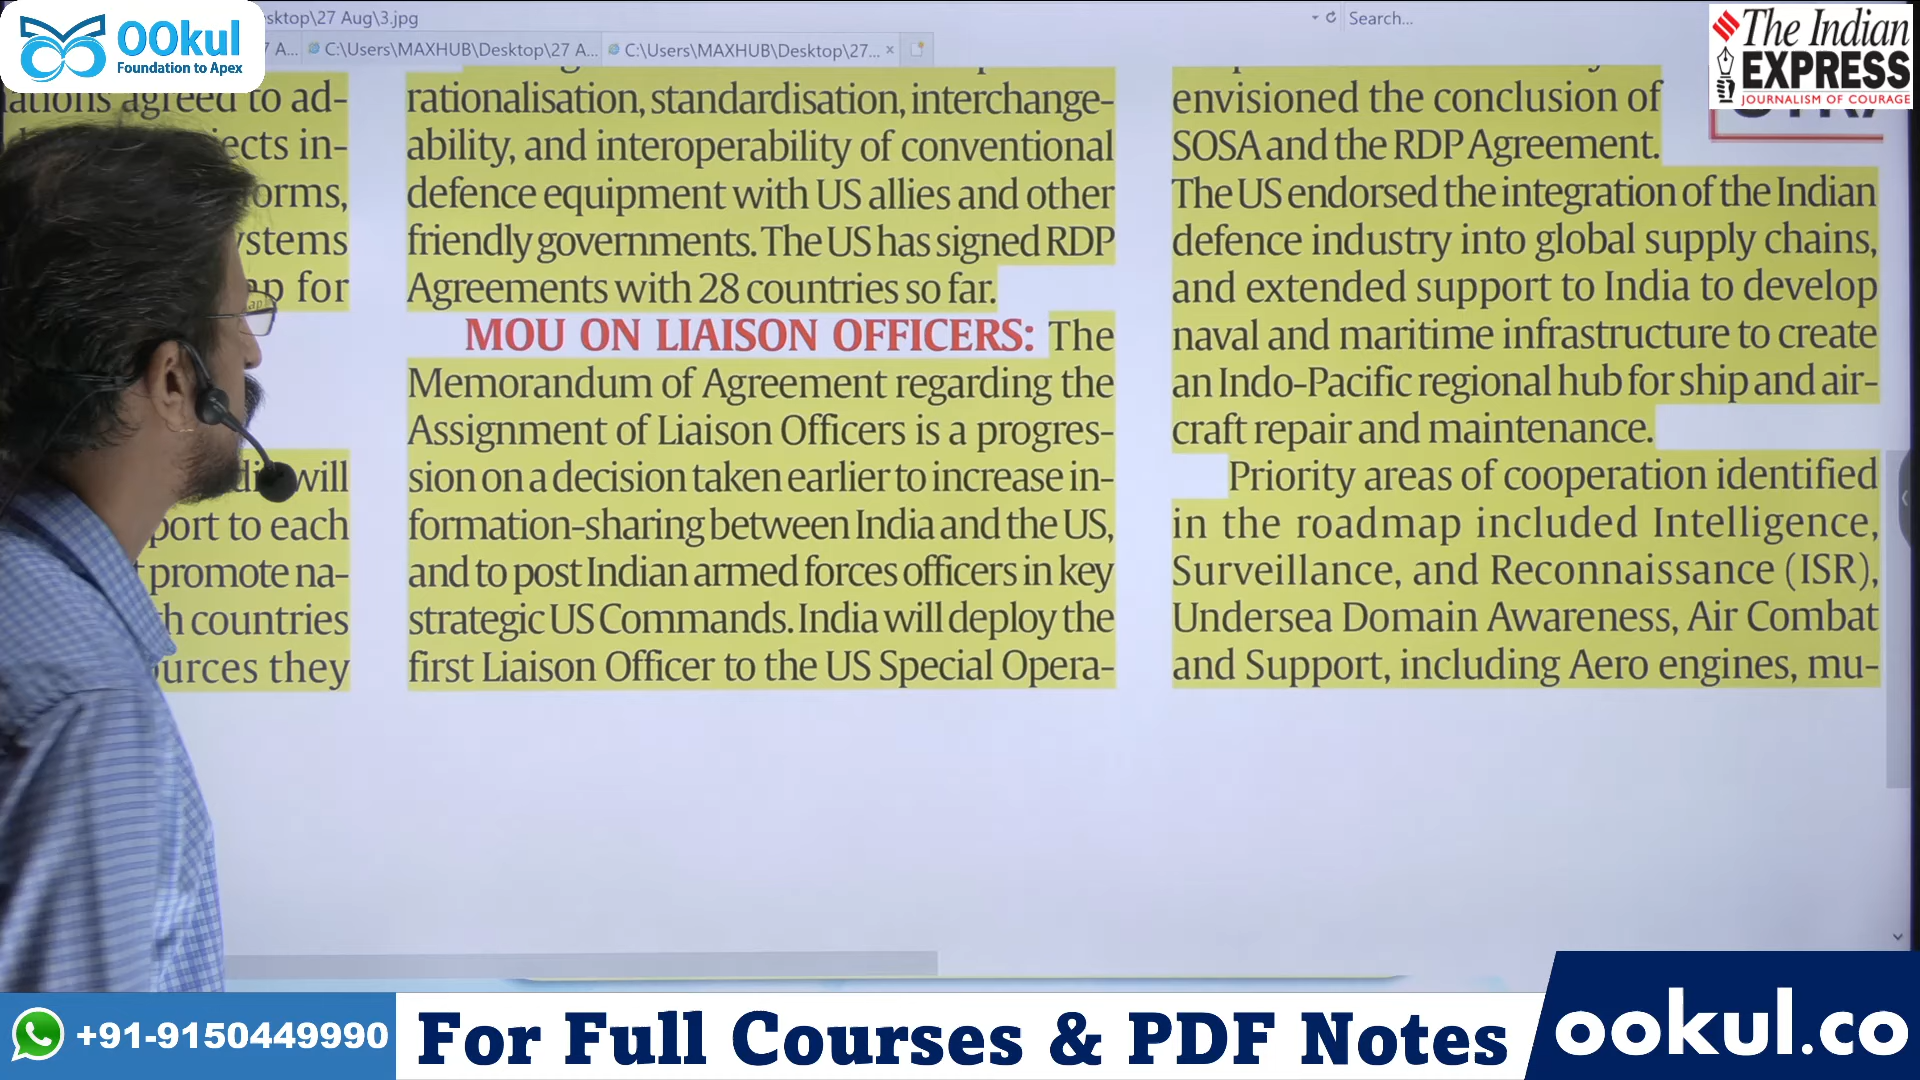 OOkul
Foundation to Apex
sktop\27 Aug\3.jpg
Search...
7 A...
C:\Users\MAXHUB\Desktop\27 A...
C:\Users\MAXHUB\Desktop\27...
The Indian
EXPRESS
JOURNALISM OF COURAGE
ations agreed to ad-
ects in-
orms,
ystems
ap for
will
port to each
promote na-
h countries
urces they
rationalisation, standardisation, interchange-
ability, and interoperability of conventional
defence equipment with US allies and other
friendly governments. The US has signed RDP
Agreements with 28 countries so far.
MOU ON LIAISON OFFICERS: The
Memorandum of Agreement regarding the
Assignment of Liaison Officers is a progres-
sion on a decision taken earlier to increase in-
formation-sharing between India and the US,
and to post Indian armed forces officers in key
strategic US Commands. India will deploy the
first Liaison Officer to the US Special Opera-
envisioned the conclusion of
SOSA and the RDP Agreement.
The US endorsed the integration of the Indian
defence industry into global supply chains,
and extended support to India to develop
naval and maritime infrastructure to create
an Indo-Pacific regional hub for ship and air-
craft repair and maintenance.
Priority areas of cooperation identified
in the roadmap included Intelligence,
Surveillance, and Reconnaissance (ISR),
Undersea Domain Awareness, Air Combat
and Support, including Aero engines, mu-
+91-9150449990
For Full Courses & PDF Notes
ookul.co